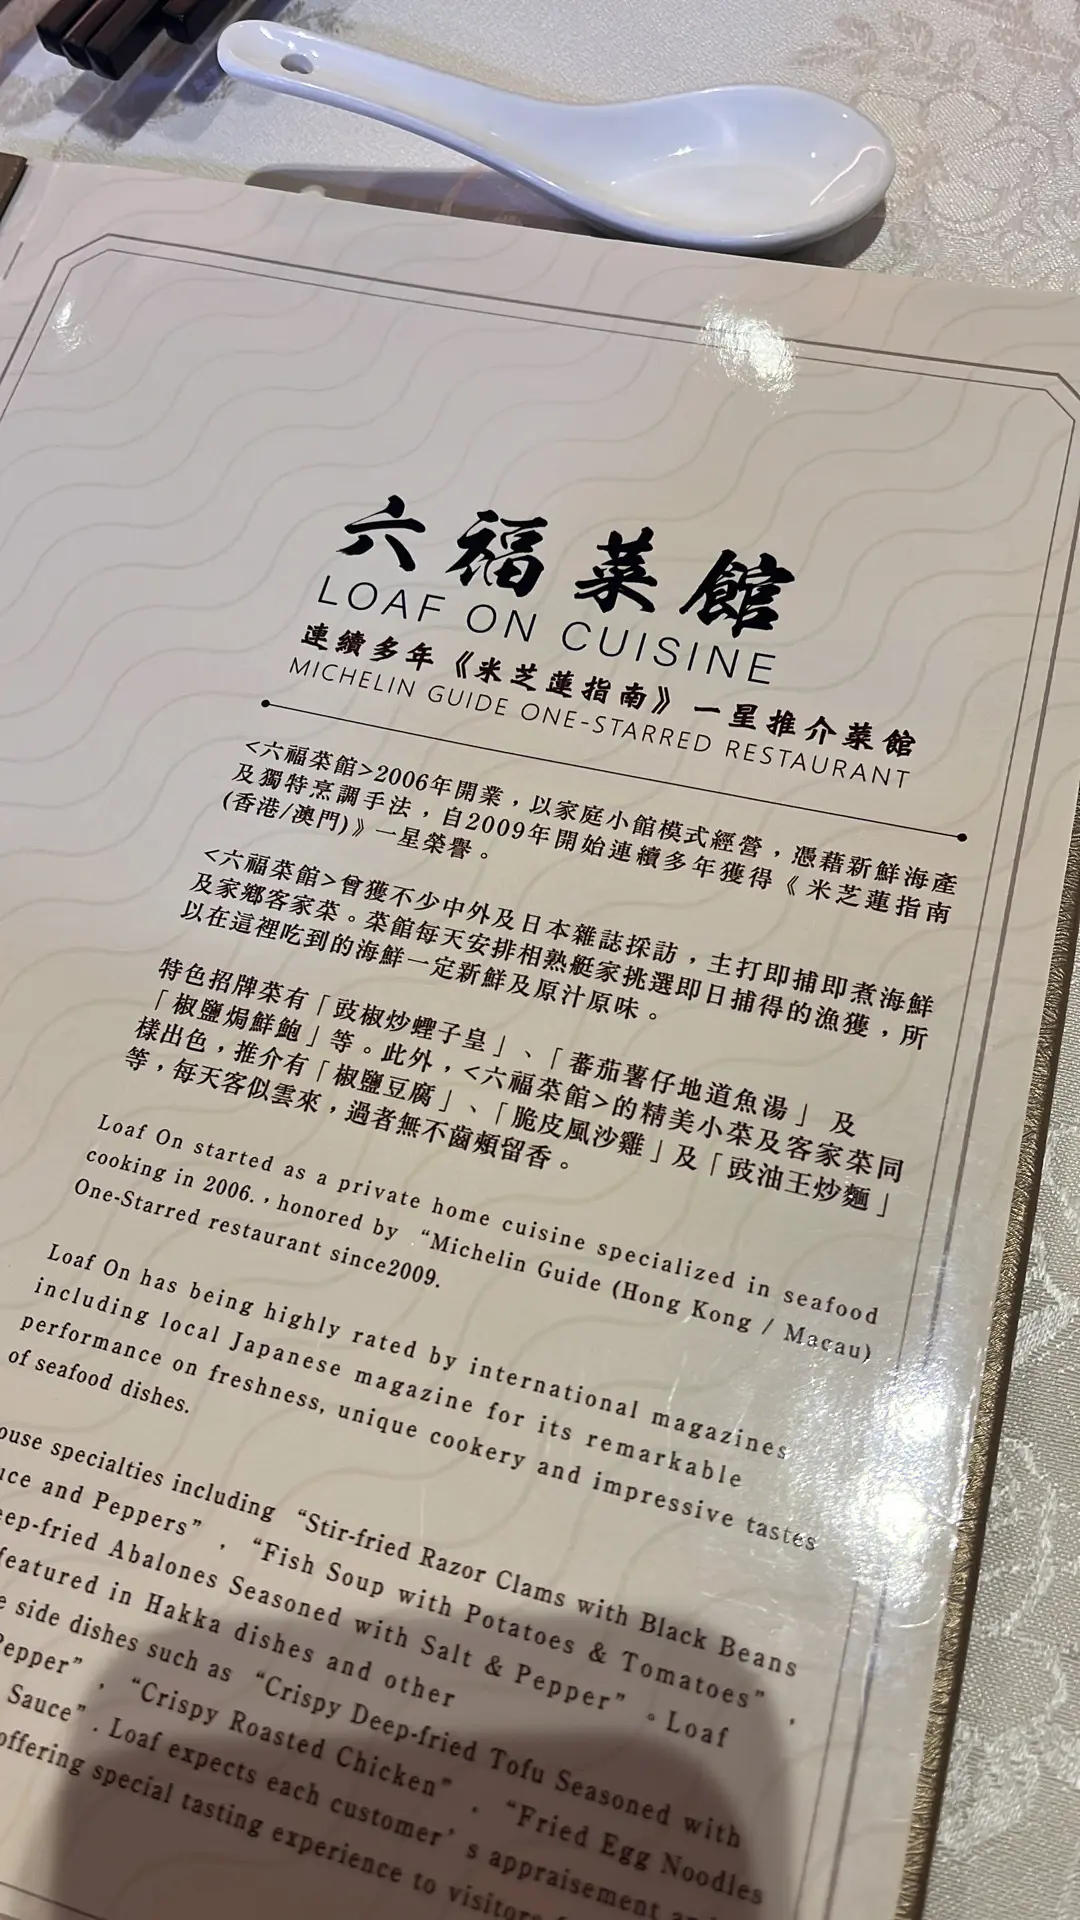 六福菜館
LOAF ON CUISINE
連續多年《米芝蓮指南》一星推介菜館
MICHELIN GUIDE ONE-STARRED RESTAURANT
<六福菜館>2006年開業，以家庭小館模式經營，憑藉新鮮海產
及獨特烹調手法，自2009年開始連續多年獲得《米芝蓮指南
(香港/澳門)》一星榮譽。
<六福菜館>曾獲不少中外及日本雜誌採訪，主打即捕即煮海鮮
及家鄉客家菜。菜館每天安排相熟艇家挑選即日捕得的漁獲，所
以在這裡吃到的海鮮一定新鮮及原汁原味。
特色招牌菜有「豉椒炒蟶子皇」、「蕃茄薯仔地道魚湯」及
「椒鹽焗鮮鮑」等。此外，<六福菜館>的精美小菜及客家菜同
樣出色，推介有「椒鹽豆腐」、「脆皮風沙雞」及「豉油王炒麵」
等，每天客似雲來，過者無不齒頰留香。
Loaf On started as a private home cuisine specialized in seafood
cooking in 2006. , honored by “Michelin Guide (Hong Kong / Macau)
One-Starred restaurant since2009.
Loaf On has being highly rated by international magazines
including local Japanese magazine for its remarkable
performance on freshness, unique cookery and impressive tastes
of seafood dishes.
ouse specialties including “Stir-fried Razor Clams with Black Beans
uce and Peppers” , “Fish Soup with Potatoes & Tomatoes” ,
eep-fried Abalones Seasoned with Salt & Pepper” 。Loaf
featured in Hakka dishes and other
e side dishes such as “Crispy Deep-fried Tofu Seasoned with
Pepper” , “Crispy Roasted Chicken” , “Fried Egg Noodles
Sauce” . Loaf expects each customer’s appraisement
offering special tasting experience to visitors